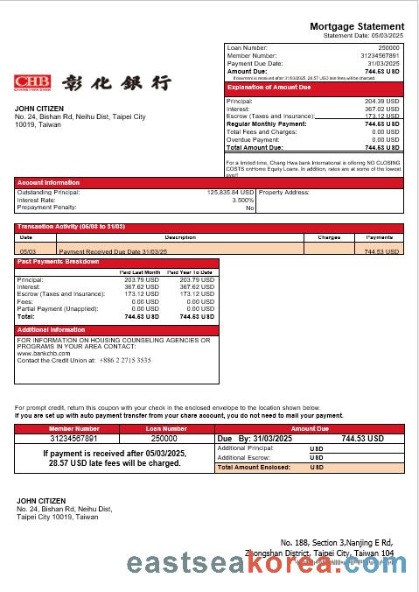 Mortgage Statement
Statement Date: 05/03/2025
Loan Number: 250000
Member Number: 31234567891
Payment Due Date: 31/03/2025
Amount Due: 744.53 USD
If payment is received after 31/03/2025, 28.57 USD late fees will be charged.
CHB 彰化銀行
Explanation of Amount Due
Principal: 204.39 USD
Interest: 367.02 USD
Escrow (Taxes and Insurance): 173.12 USD
Regular Monthly Payment: 744.53 USD
Total Fees and Charges: 0.00 USD
Overdue Payment: 0.00 USD
Total Amount Due: 744.53 USD
JOHN CITIZEN
No. 24, Bishan Rd, Neihu Dist, Taipei City
10019, Taiwan
For a limited time, Chang Hwa bank International is offering NO CLOSING
COSTS onHome Equity Loans. In addition, rates are at some of the lowest
Account Information
Outstanding Principal: 125,835.84 USD Property Address:
Interest Rate: 3.500%
Prepayment Penalty: No
Transaction Activity
Date Description Charges Payments
05/03 Payment Received Due Date 31/03/25 744.53 USD
Past Payments Breakdown
Paid Last Month Paid Year To Date
Principal: 203.79 USD 203.79 USD
Interest: 367.62 USD 367.62 USD
Escrow (Taxes and Insurance): 173.12 USD 173.12 USD
Fees: 0.00 USD 0.00 USD
Partial Payment (Unapplied): 0.00 USD 0.00 USD
Total: 744.53 USD 744.53 USD
Additional Information
FOR INFORMATION ON HOUSING COUNSELING AGENCIES OR
PROGRAMS IN YOUR AREA CONTACT:
www.bankchb.com
Contact the Credit Union at: +886 2 2715 3535
For prompt credit, return this coupon with your check in the enclosed envelope to the location shown below.
If you are set up with auto payment transfer from your share account, you do not need to mail your payment.
Member Number Loan Number Amount Due
31234567891 250000 Due By: 31/03/2025 744.53 USD
If payment is received after 05/03/2025,
28.57 USD late fees will be charged.
Additional Principal: USD
Additional Escrow: USD
Total Amount Enclosed: USD
JOHN CITIZEN
No. 24, Bishan Rd, Neihu Dist,
Taipei City 10019, Taiwan
No. 188, Section 3,Nanjing E Rd,
Zhongshan District, Taipei City, Taiwan 104
eastseakorea.com